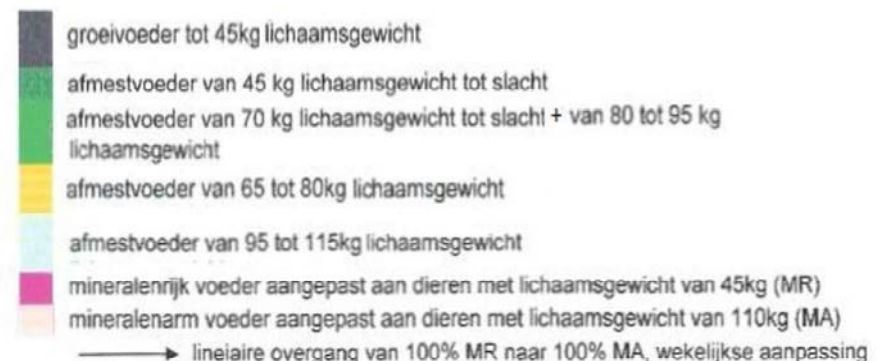 groeivoeder tot 45kg lichaamsgewicht
afmestvoeder van 45 kg lichaamsgewicht tot slacht
afmestvoeder van 70 kg lichaamsgewicht tot slacht + van 80 tot 95 kg
lichaamsgewicht
afmestvoeder van 65 tot 80kg lichaamsgewicht
afmestvoeder van 95 tot 115kg lichaamsgewicht
mineralenrijk voeder aangepast aan dieren met lichaamsgewicht van 45kg (MR)
mineralenarm voeder aangepast aan dieren met lichaamsgewicht van 110kg (MA)
lineiaire overgang van 100% MR naar 100% MA, wekelijkse aanpassing